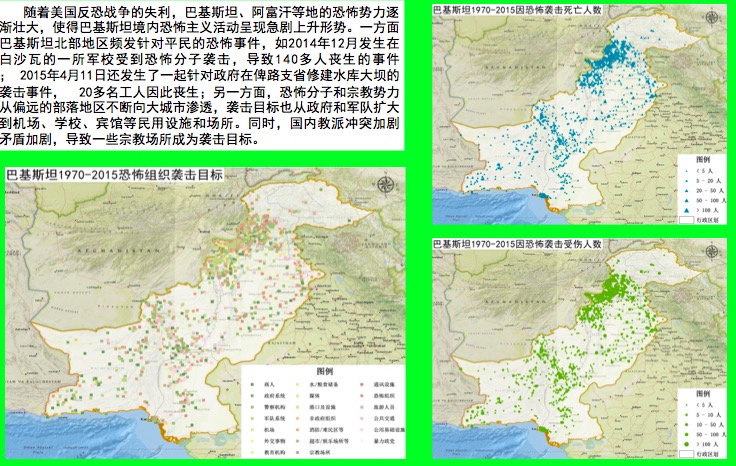 随着美国反恐战争的失利，巴基斯坦、阿富汗等地的恐怖势力逐
渐壮大，使得巴基斯坦境内恐怖主义活动呈现急剧上升形势。一方面
巴基斯坦北部地区频发针对平民的恐怖事件，如2014年12月发生在
白沙瓦的一所军校受到恐怖分子袭击，导致140多人丧生的事件
； 2015年4月11日还发生了一起针对政府在俾路支省修建水库大坝的
袭击事件， 20多名工人因此丧生；另一方面，恐怖分子和宗教势力
从偏远的部落地区不断向大城市渗透，袭击目标也从政府和军队扩大
到机场、学校、宾馆等民用设施和场所。同时，国内教派冲突加剧
矛盾加剧，导致一些宗教场所成为袭击目标。
巴基斯坦1970-2015恐怖组织袭击目标
AFGHANISTAN
图例
商人
政府系统
警察机构
军队系统
机场
外交事物
教育机构
水/粮食储备
媒体
港口及设施
非政府组织
消防/难民区等
超市/娱乐场所等
宗教场所
通讯设施
恐怖组织
旅游人员
公共交通
公用基础设施
暴力政党
巴基斯坦1970-2015因恐怖袭击死亡人数
图例
< 5 人
5 - 20 人
20 - 50 人
50 - 100 人
> 100 人
行政区划
巴基斯坦1970-2015因恐怖袭击受伤人数
图例
< 5 人
5 - 10 人
10 - 50 人
50 - 100 人
> 100 人
行政区划